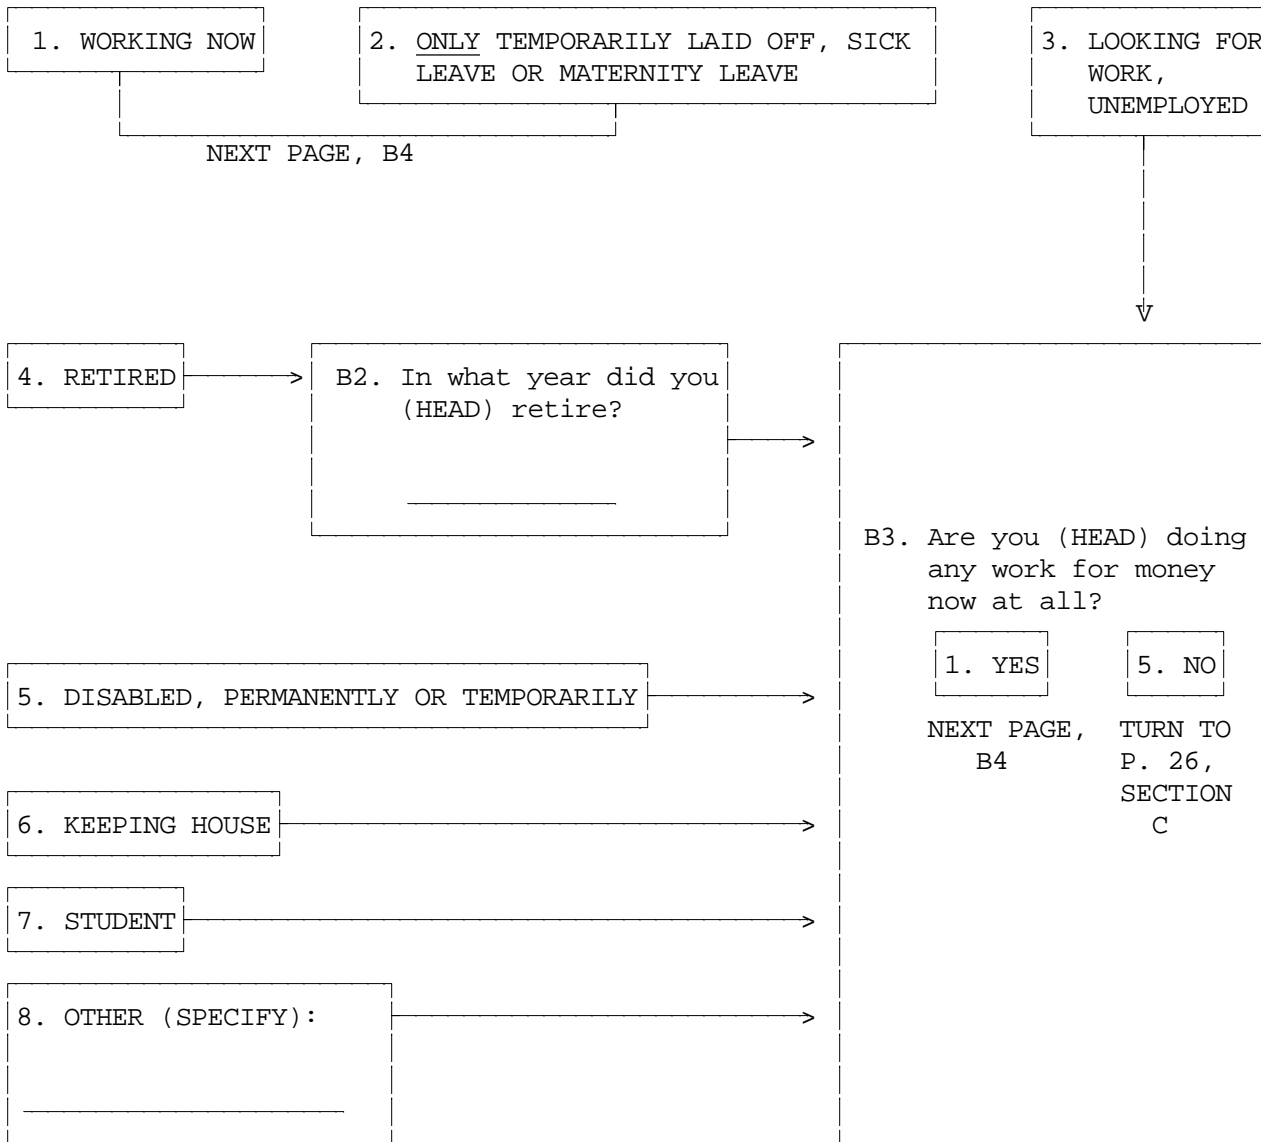 1. WORKING NOW
2. ONLY TEMPORARILY LAID OFF, SICK
LEAVE OR MATERNITY LEAVE
3. LOOKING FOR
WORK,
UNEMPLOYED
NEXT PAGE, B4
4. RETIRED
B2. In what year did you
(HEAD) retire?
B3. Are you (HEAD) doing
any work for money
now at all?
1. YES
5. NO
NEXT PAGE,
B4
TURN TO
P. 26,
SECTION
C
5. DISABLED, PERMANENTLY OR TEMPORARILY
6. KEEPING HOUSE
7. STUDENT
8. OTHER (SPECIFY):